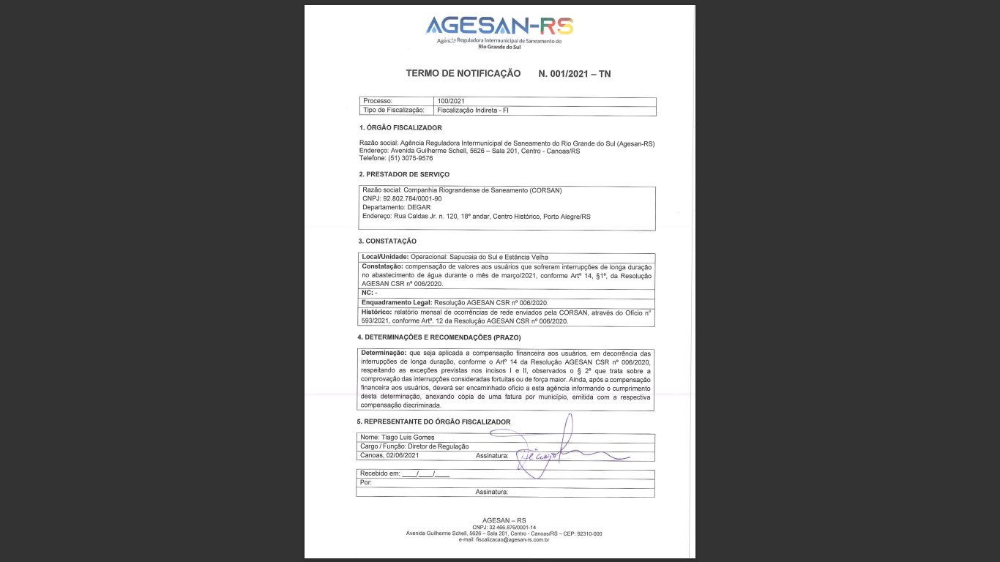 AGESAN-RS
Agência Reguladora Intermunicipal de Saneamento do
Rio Grande do Sul
TERMO DE NOTIFICAÇÃO N. 001/2021 – TN
Processo: 100/2021
Tipo de Fiscalização: Fiscalização Indireta - FI
1. ÓRGÃO FISCALIZADOR
Razão social: Agência Reguladora Intermunicipal de Saneamento do Rio Grande do Sul (Agesan-RS)
Endereço: Avenida Guilherme Schell, 5626 – Sala 201, Centro - Canoas/RS
Telefone: (51) 3075-9576
2. PRESTADOR DE SERVIÇO
Razão social: Companhia Riograndense de Saneamento (CORSAN)
CNPJ: 92.802.784/0001-90
Departamento: DEGAR
Endereço: Rua Caldas Jr. n. 120, 18º andar, Centro Histórico, Porto Alegre/RS
3. CONSTATAÇÃO
Local/Unidade: Operacional: Sapucaia do Sul e Estância Velha
Constatação: compensação de valores aos usuários que sofreram interrupções de longa duração
no abastecimento de água durante o mês de março/2021, conforme Artº 14, §1º, da Resolução
AGESAN CSR nº 006/2020.
NC: -
Enquadramento Legal: Resolução AGESAN CSR nº 006/2020.
Histórico: relatório mensal de ocorrências de rede enviados pela CORSAN, através do Ofício n°
593/2021, conforme Artº. 12 da Resolução AGESAN CSR nº 006/2020.
4. DETERMINAÇÕES E RECOMENDAÇÕES (PRAZO)
Determinação: que seja aplicada a compensação financeira aos usuários, em decorrência das
interrupções de longa duração, conforme o Artº 14 da Resolução AGESAN CSR nº 006/2020,
respeitando as exceções previstas nos incisos I e II, observados o § 2º que trata sobre a
comprovação das interrupções consideradas fortuitas ou de força maior. Ainda, após a compensação
financeira aos usuários, deverá ser encaminhado ofício a esta agência informando o cumprimento
desta determinação, anexando cópia de uma fatura por município, emitida com a respectiva
compensação discriminada.
5. REPRESENTANTE DO ÓRGÃO FISCALIZADOR
Nome: Tiago Luis Gomes
Cargo / Função: Diretor de Regulação
Canoas, 02/06/2021 Assinatura:
Recebido em: ____/____/____
Por:
Assinatura:
AGESAN – RS
CNPJ: 32.466.876/0001-14
Avenida Guilherme Schell, 5626 – Sala 201, Centro - Canoas/RS – CEP: 92310-000
e-mail: fiscalizacao@agesan-rs.com.br